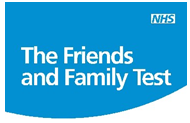 NHS
The Friends
and Family Test